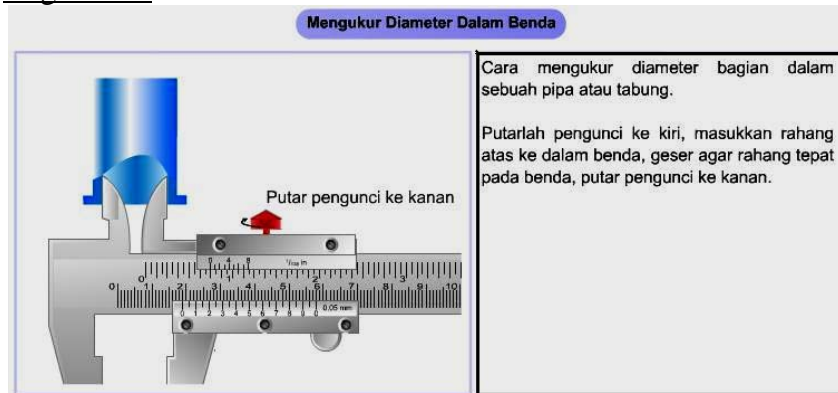 Mengukur Diameter Dalam Benda
Cara mengukur diameter bagian dalam
sebuah pipa atau tabung.
Putarlah pengunci ke kiri, masukkan rahang
atas ke dalam benda, geser agar rahang tepat
pada benda, putar pengunci ke kanan.
Putar pengunci ke kanan
0 4 8
0 1 2 3
0 1 2 3 4 5 6 7 8 9 10
0 1 2 3 4 5 6 7 8 9 0 0.05 mm